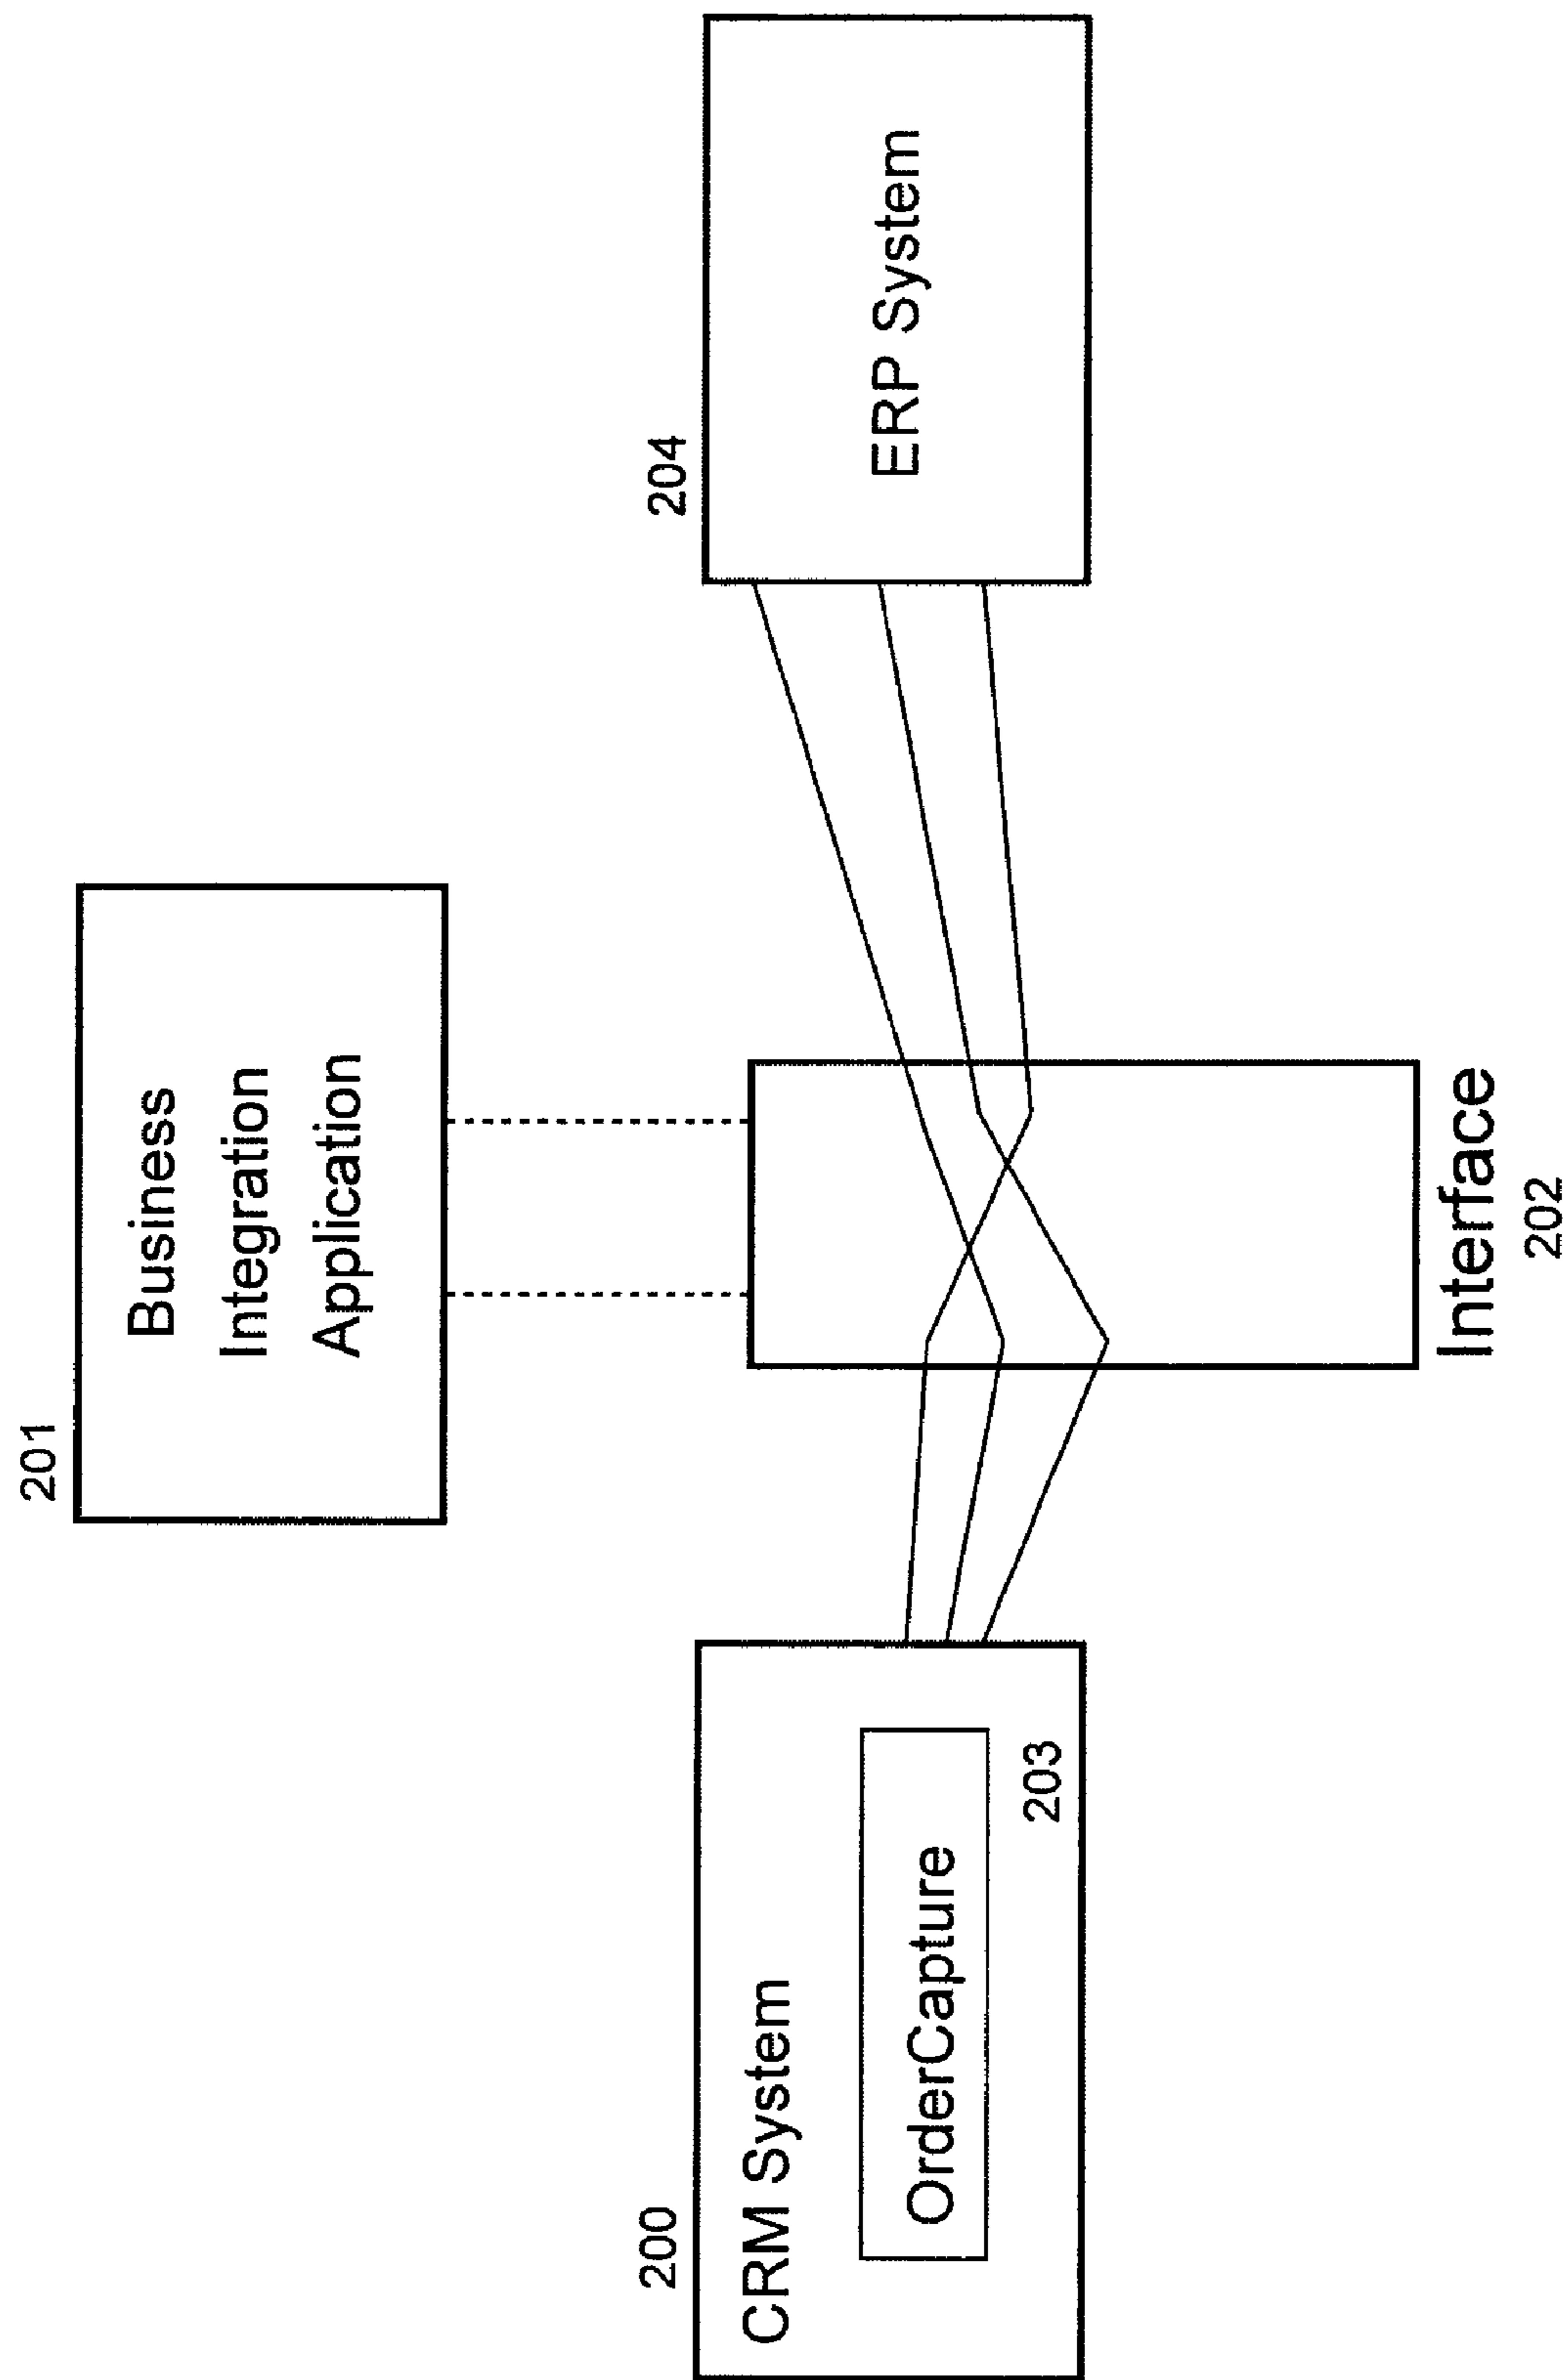 201
Business
Integration
Application
200
CRM System
OrderCapture
203
204
ERP System
Interface
202